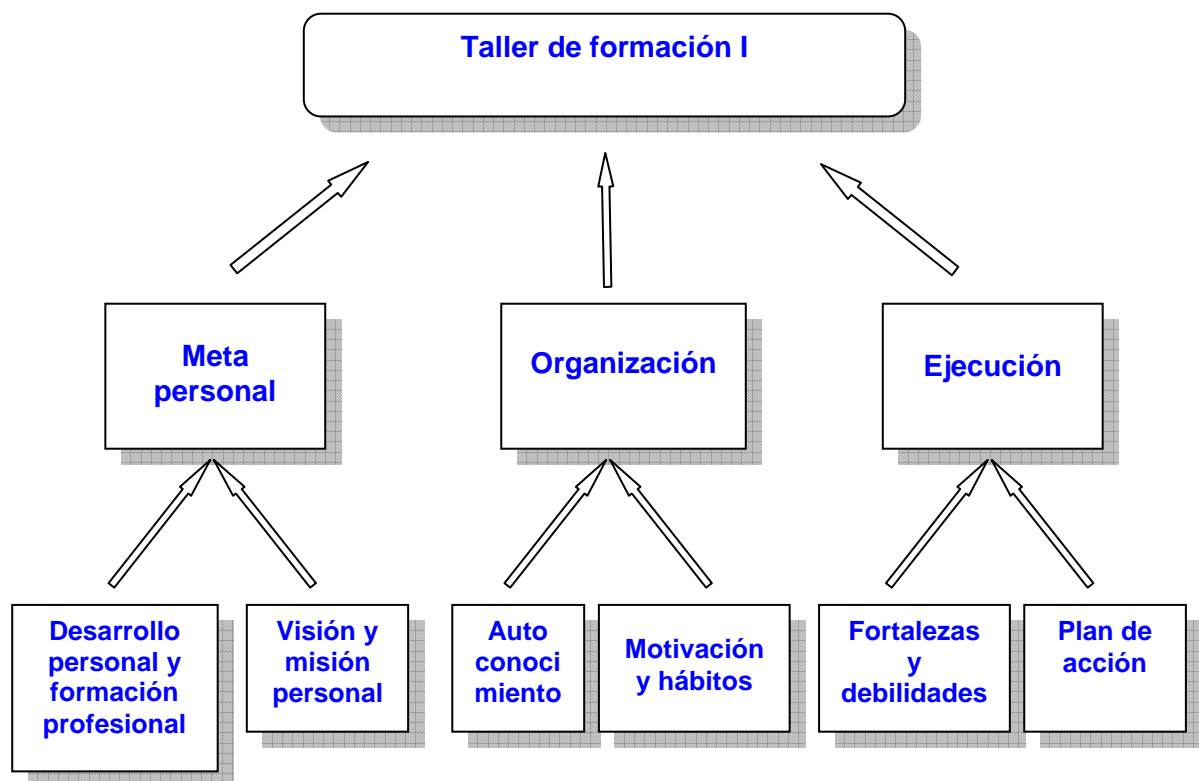 Taller de formación I
Meta
personal
Organización
Ejecución
Desarrollo
personal y
formación
profesional
Visión y
misión
personal
Auto
conoci
miento
Motivación
y hábitos
Fortalezas
y
debilidades
Plan de
acción